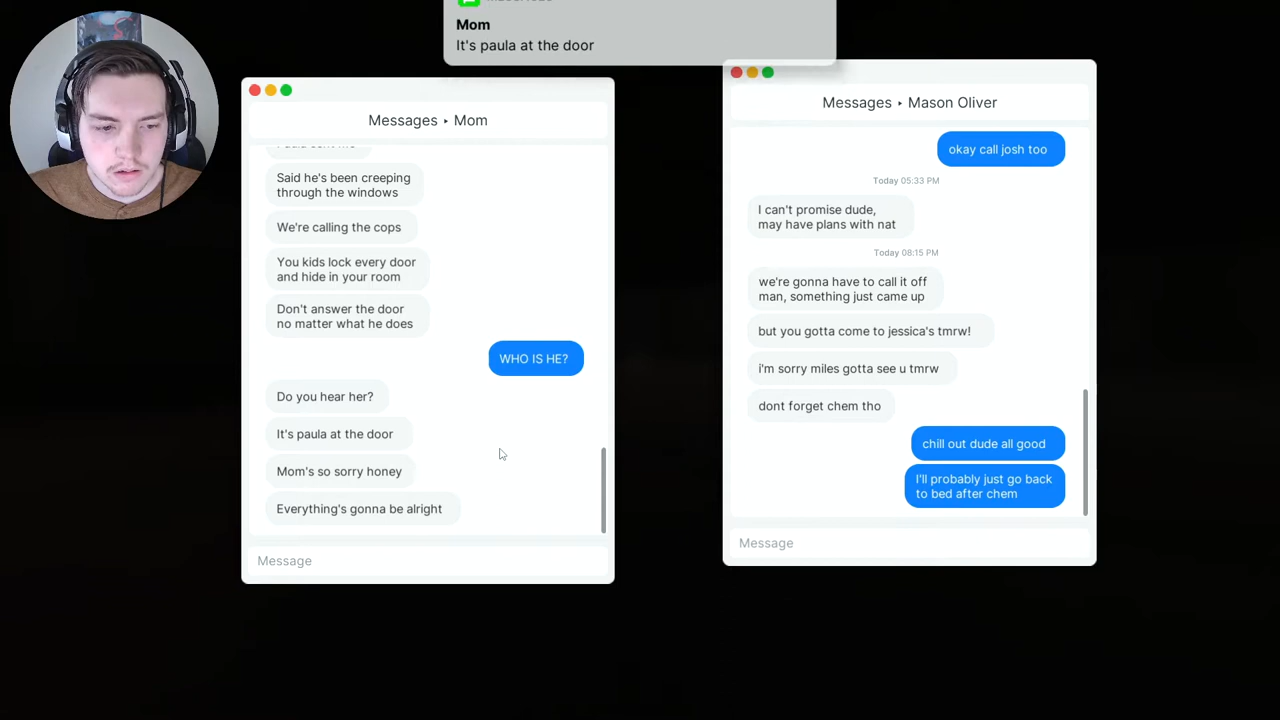 Mom
It's paula at the door
Messages ▸ Mom
Said he's been creeping
through the windows
We're calling the cops
You kids lock every door
and hide in your room
Don't answer the door
no matter what he does
WHO IS HE?
Do you hear her?
It's paula at the door
Mom's so sorry honey
Everything's gonna be alright
Message
Messages ▸ Mason Oliver
okay call josh too
Today 05:33 PM
I can't promise dude,
may have plans with nat
Today 08:15 PM
we're gonna have to call it off
man, something just came up
but you gotta come to jessica's tmrw!
i'm sorry miles gotta see u tmrw
dont forget chem tho
chill out dude all good
I'll probably just go back
to bed after chem
Message